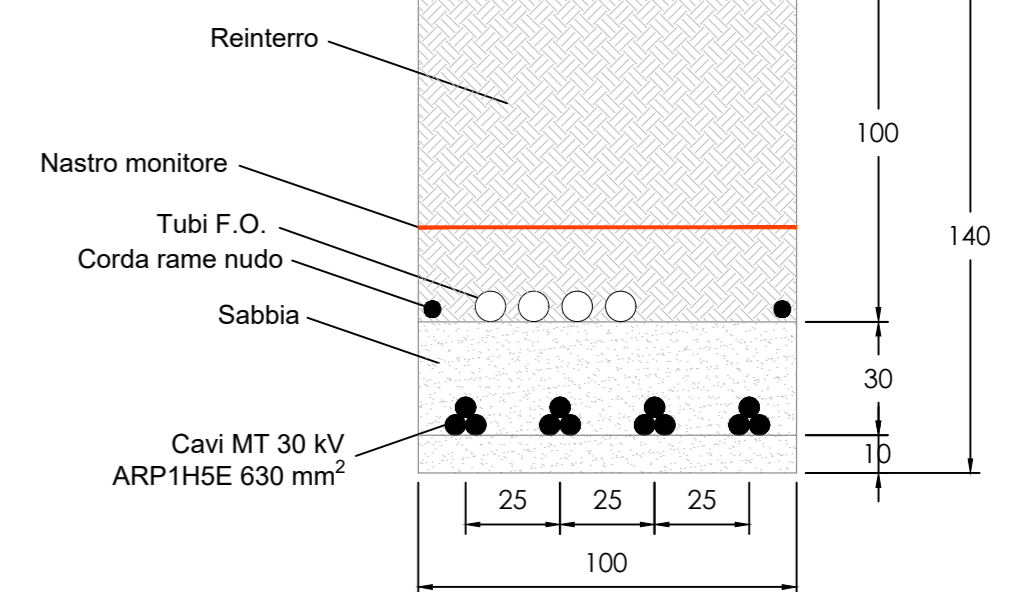 Reinterro
Nastro monitore
Tubi F.O.
Corda rame nudo
Sabbia
Cavi MT 30 kV
ARP1H5E 630 mm²
100
140
30
10
25
25
25
100